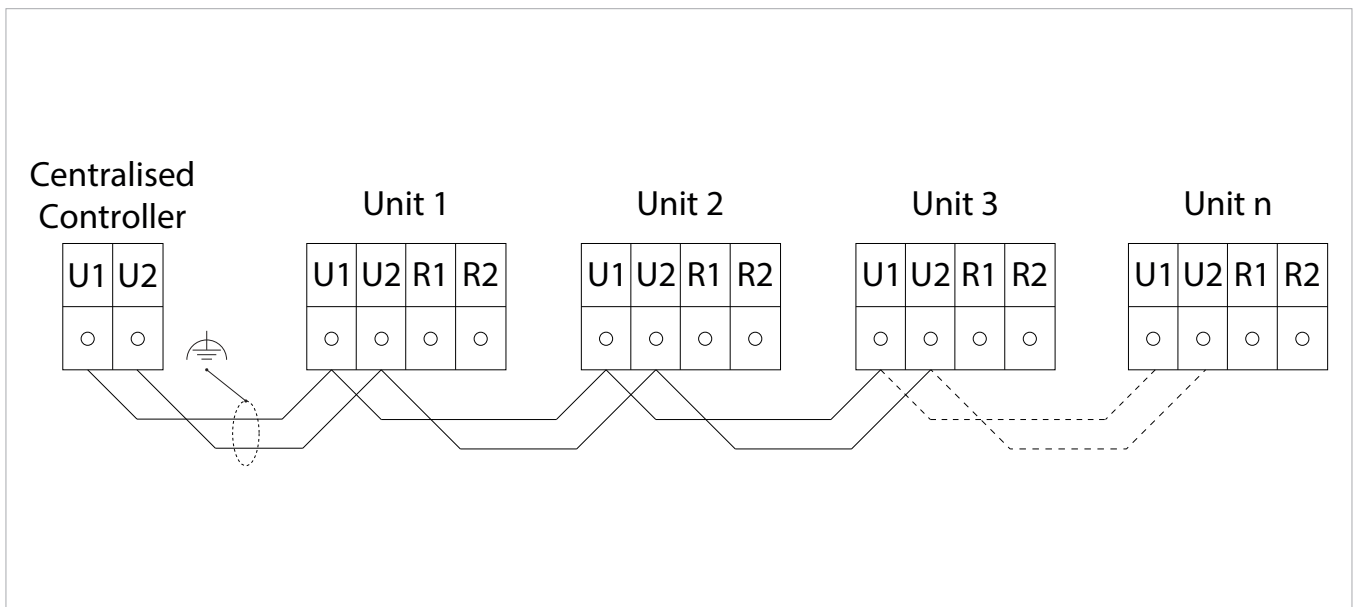 Centralised
Controller
Unit 1
Unit 2
Unit 3
Unit n
U1 U2
U1 U2 R1 R2
U1 U2 R1 R2
U1 U2 R1 R2
U1 U2 R1 R2